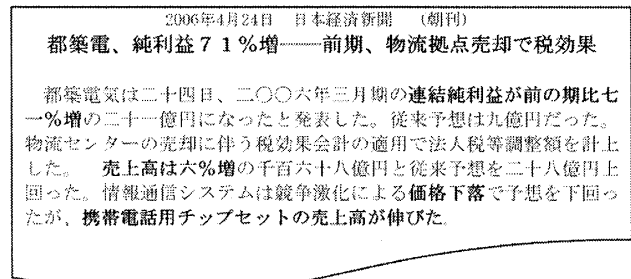 2006年4月24日　日本経済新聞　（朝刊）
都築電、純利益７１％増――前期、物流拠点売却で税効果
都築電気は二十四日、二〇〇六年三月期の連結純利益が前の期比七
一％増の二十一億円になったと発表した。従来予想は九億円だった。
物流センターの売却に伴う税効果会計の適用で法人税等調整額を計上
した。　売上高は六％増の千百六十八億円と従来予想を二十八億円上
回った。情報通信システムは競争激化による価格下落で予想を下回っ
たが、携帯電話用チップセットの売上高が伸びた。